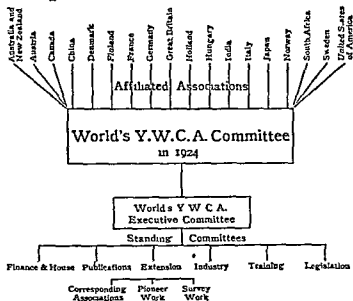 Australia and
New Zealand
Austria
Canada
China
Denmark
Finland
France
Germany
Great Britain
Holland
Hungary
India
Italy
Japan
Norway
South Africa
Sweden
United States
of America
Affiliated Associations
World's Y.W.C.A. Committee
in 1924
World's Y W C A.
Executive Committee
Standing Committees
Finance & House Publications Extension Industry Training Legislation
Corresponding Pioneer Survey
Associations Work Work